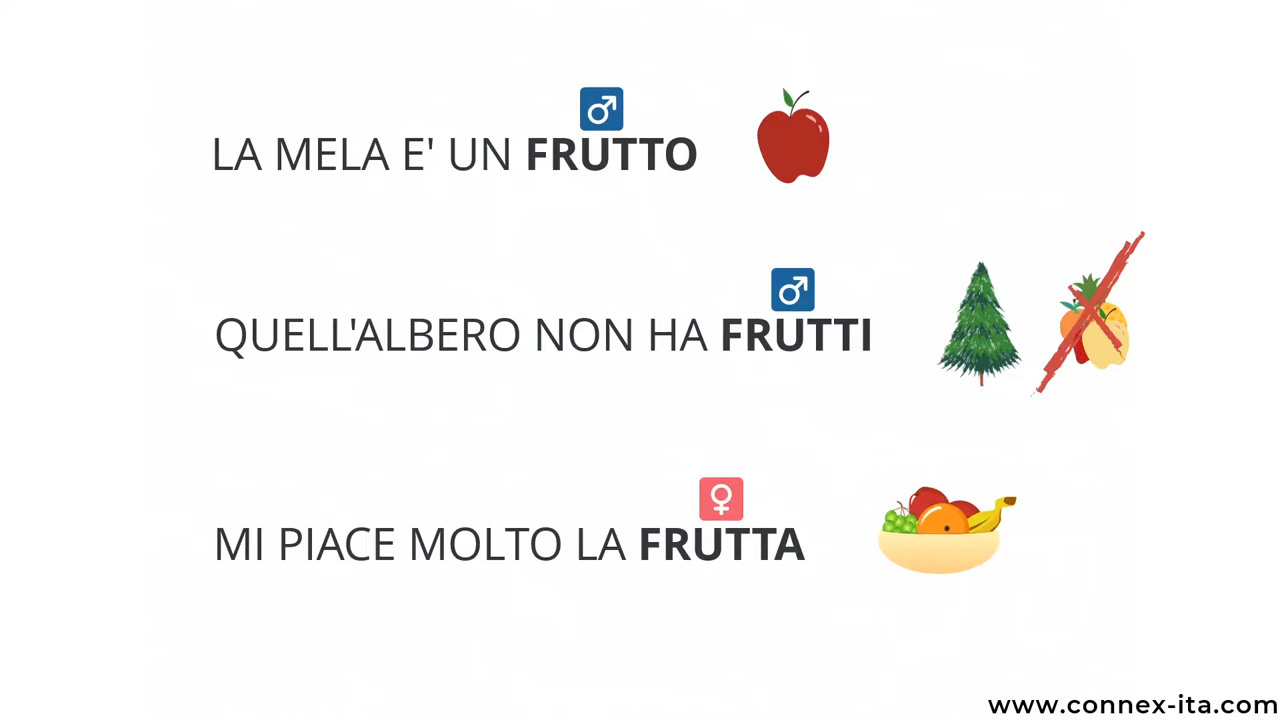 LA MELA E' UN FRUTTO
QUELL'ALBERO NON HA FRUTTI
MI PIACE MOLTO LA FRUTTA
www.connex-ita.com